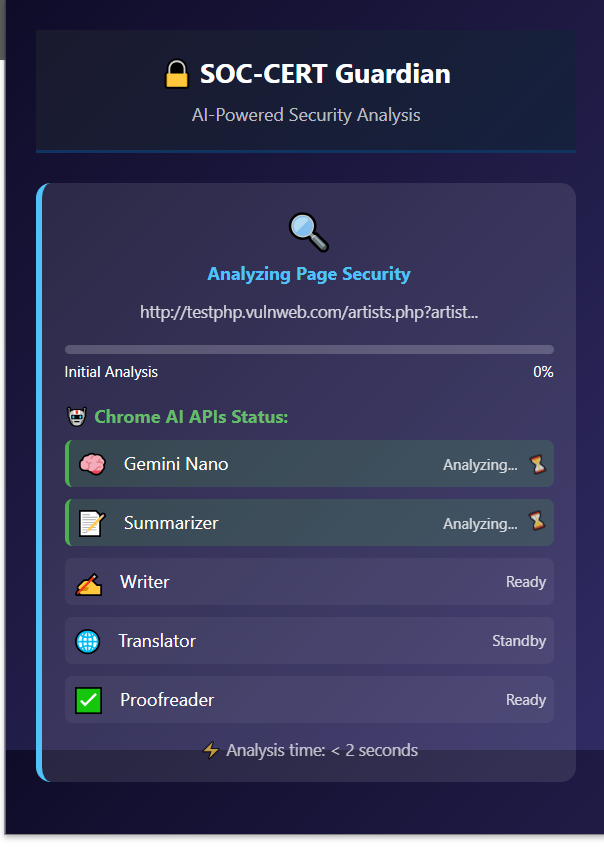 SOC-CERT Guardian
AI-Powered Security Analysis
Analyzing Page Security
http://testphp.vulnweb.com/artists.php?artist...
Initial Analysis 0%
Chrome AI APIs Status:
Gemini Nano Analyzing...
Summarizer Analyzing...
Writer Ready
Translator Standby
Proofreader Ready
Analysis time: < 2 seconds